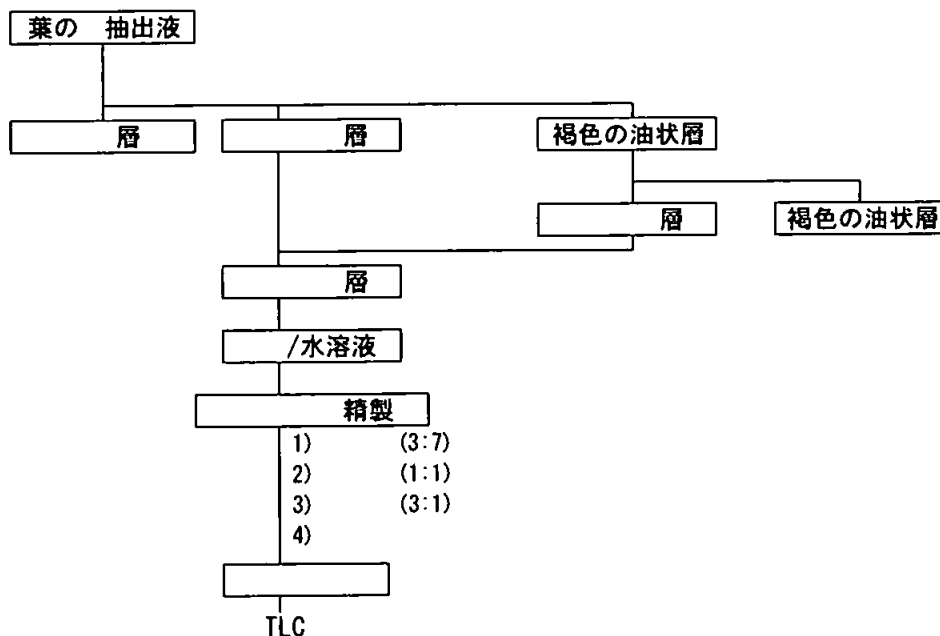 葉の 抽出液
層
層
褐色の油状層
層
褐色の油状層
層
/水溶液
精製
1) (3:7)
2) (1:1)
3) (3:1)
4)
TLC